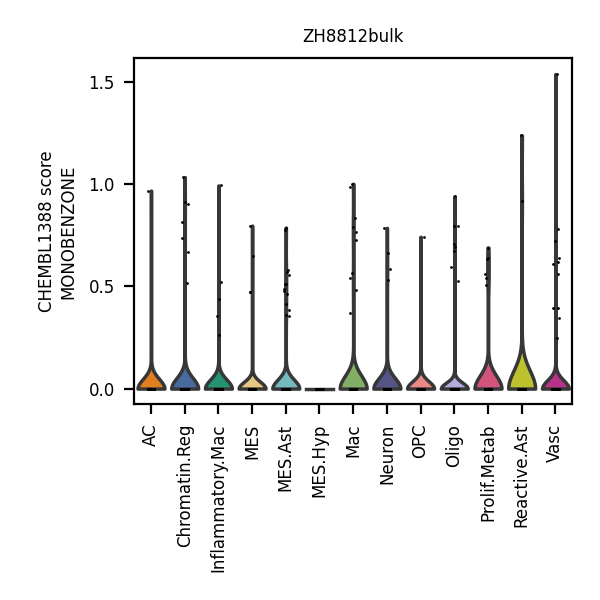 ZH8812bulk
CHEMBL1388 score
MONOBENZONE
1.5
1.0
0.5
0.0
AC
Chromatin.Reg
Inflammatory.Mac
MES
MES.Ast
MES.Hyp
Mac
Neuron
OPC
Oligo
Prolif.Metab
Reactive.Ast
Vasc